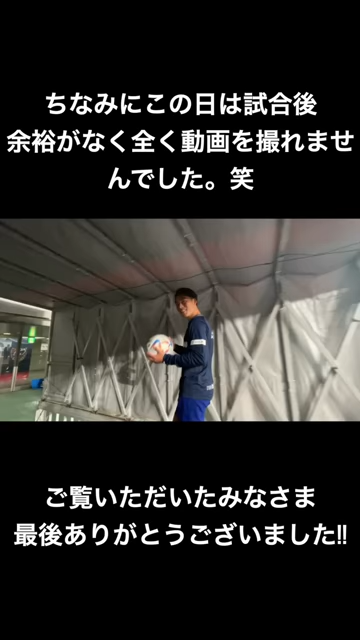 ちなみにこの日は試合後
余裕がなく全く動画を撮れませ
んでした。笑
ご覧いただいたみなさま
最後ありがとうございました‼